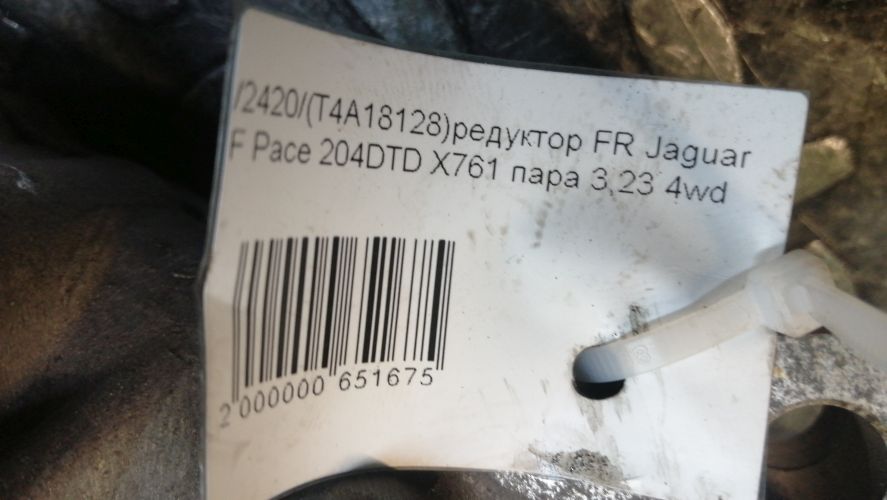 /2420/(T4A18128)редуктор FR Jaguar
F Pace 204DTD X761 пара 3,23 4wd
2 000000 651675